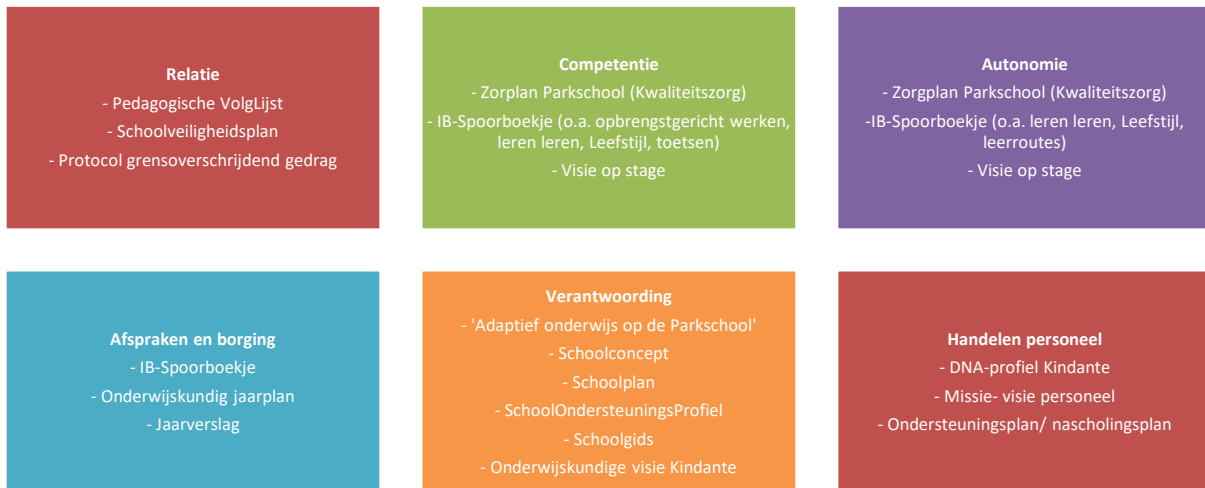 Relatie
- Pedagogische VolgLijst
- Schoolveiligheidsplan
- Protocol grensoverschrijdend gedrag
Competentie
- Zorplan Parkschool (Kwaliteitszorg)
- IB-Spoorboekje (o.a. opbrengstgericht werken,
leren leren, Leefstijl, toetsen)
- Visie op stage
Autonomie
- Zorgplan Parkschool (Kwaliteitszorg)
-IB-Spoorboekje (o.a. leren leren, Leefstijl,
leerroutes)
- Visie op stage
Afspraken en borging
- IB-Spoorboekje
- Onderwijskundig jaarplan
- Jaarverslag
Verantwoording
- 'Adaptief onderwijs op de Parkschool'
- Schoolconcept
- Schoolplan
- SchoolOndersteuningsProfiel
- Schoolgids
- Onderwijskundige visie Kindante
Handelen personeel
- DNA-profiel Kindante
- Missie- visie personeel
- Ondersteuningsplan/ nascholingsplan